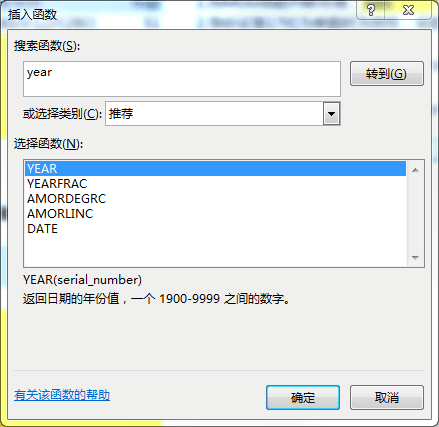 插入函数
搜索函数(S):
year
转到(G)
或选择类别(C): 推荐
选择函数(N):
YEAR
YEARFRAC
AMORDEGRC
AMORLINC
DATE
YEAR(serial_number)
返回日期的年份值，一个 1900-9999 之间的数字。
有关该函数的帮助
确定
取消